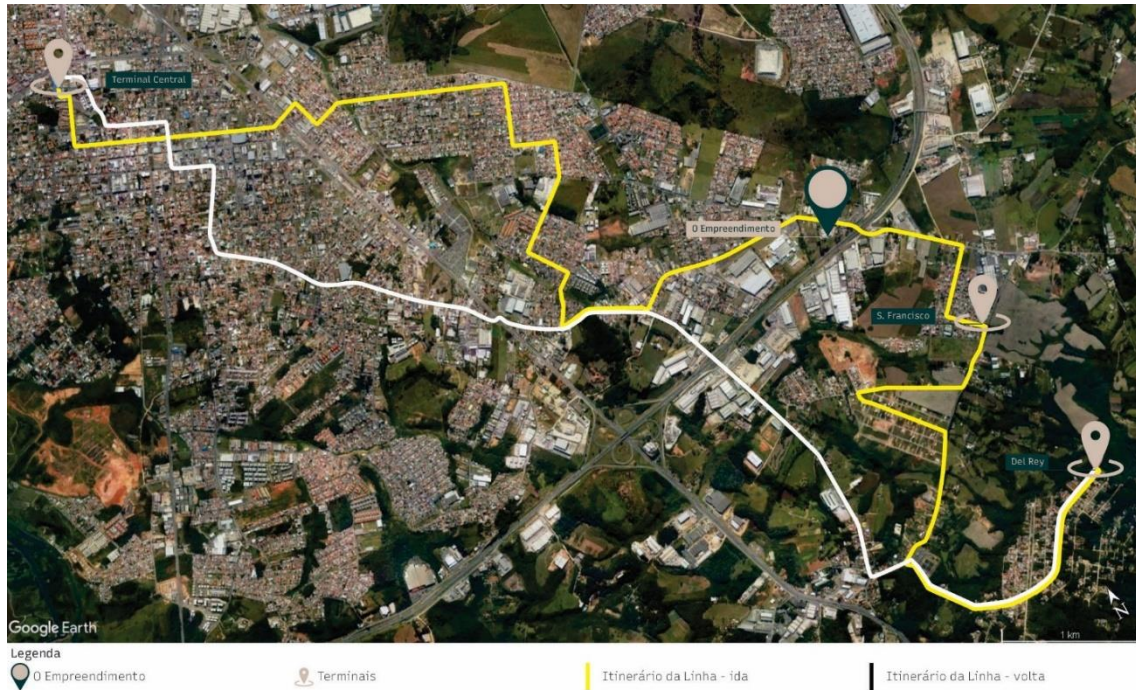 Terminal Central
O Empreendimento
S. Francisco
Del Rey
N
1 km
Google Earth
Legenda
O Empreendimento
Terminais
Itinerário da Linha - ida
Itinerário da Linha - volta